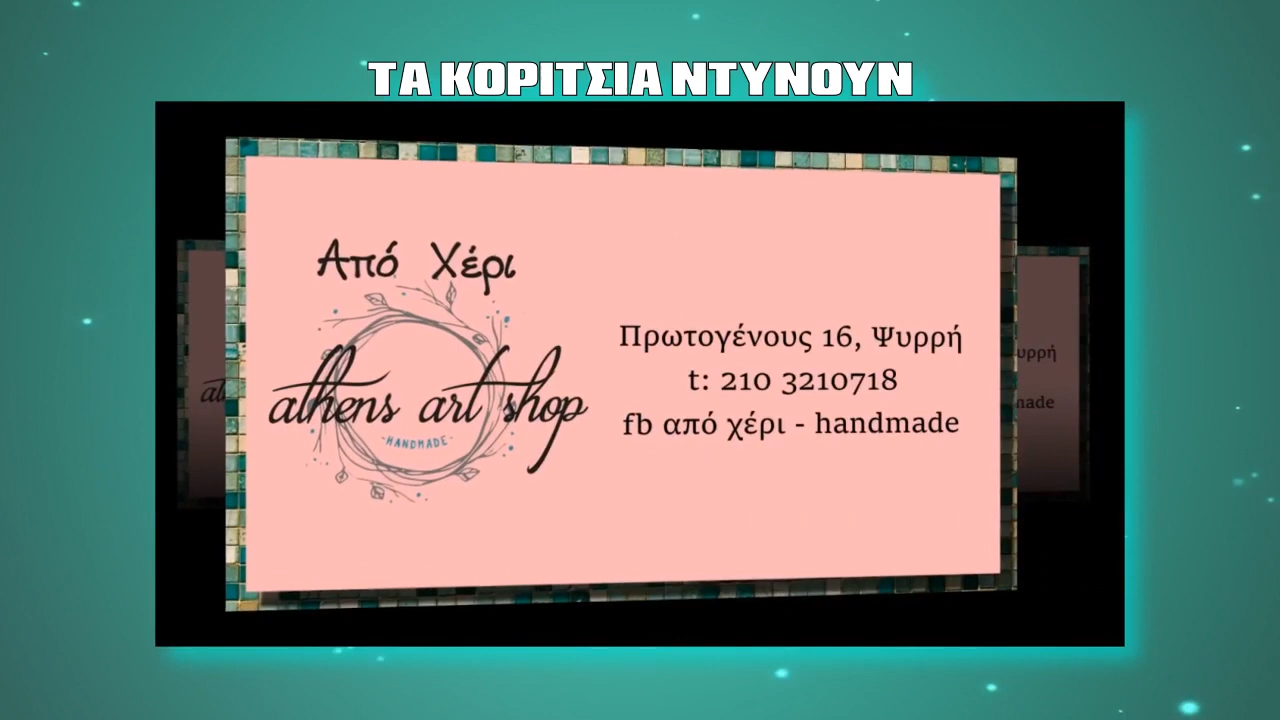 ΤΑ ΚΟΡΙΤΣΙΑ ΝΤΥΝΟΥΝ
Από Χέρι
athens art shop
-HANDMADE-
Πρωτογένους 16, Ψυρρή
t: 210 3210718
fb από χέρι - handmade